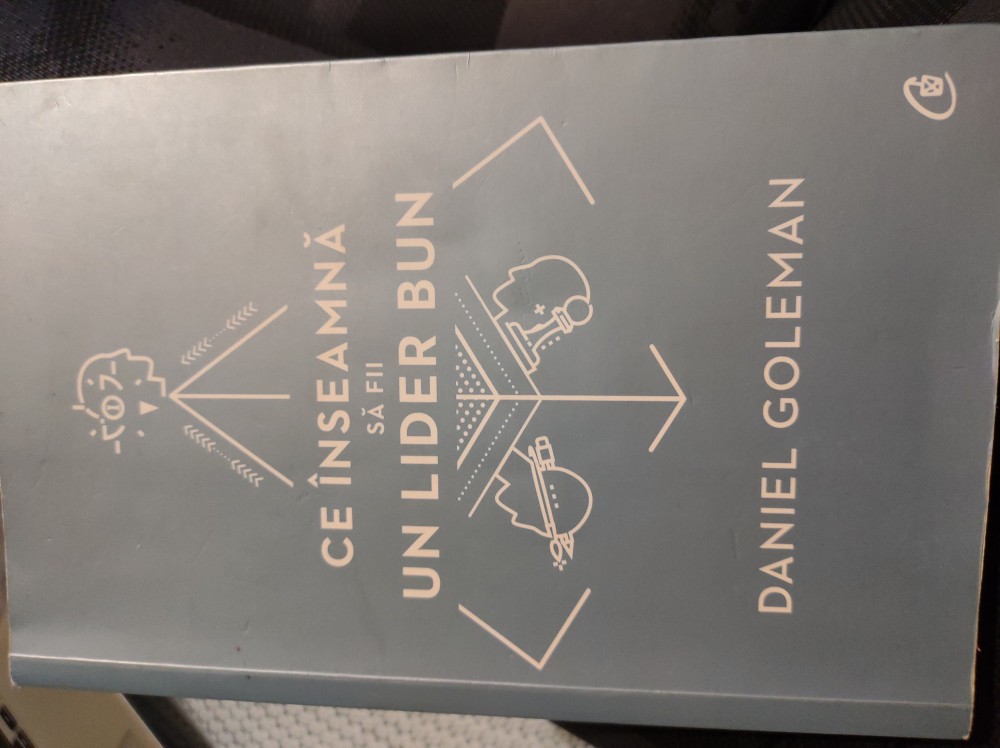 CE ÎNSEAMNĂ
SĂ FII
UN LIDER BUN
DANIEL GOLEMAN